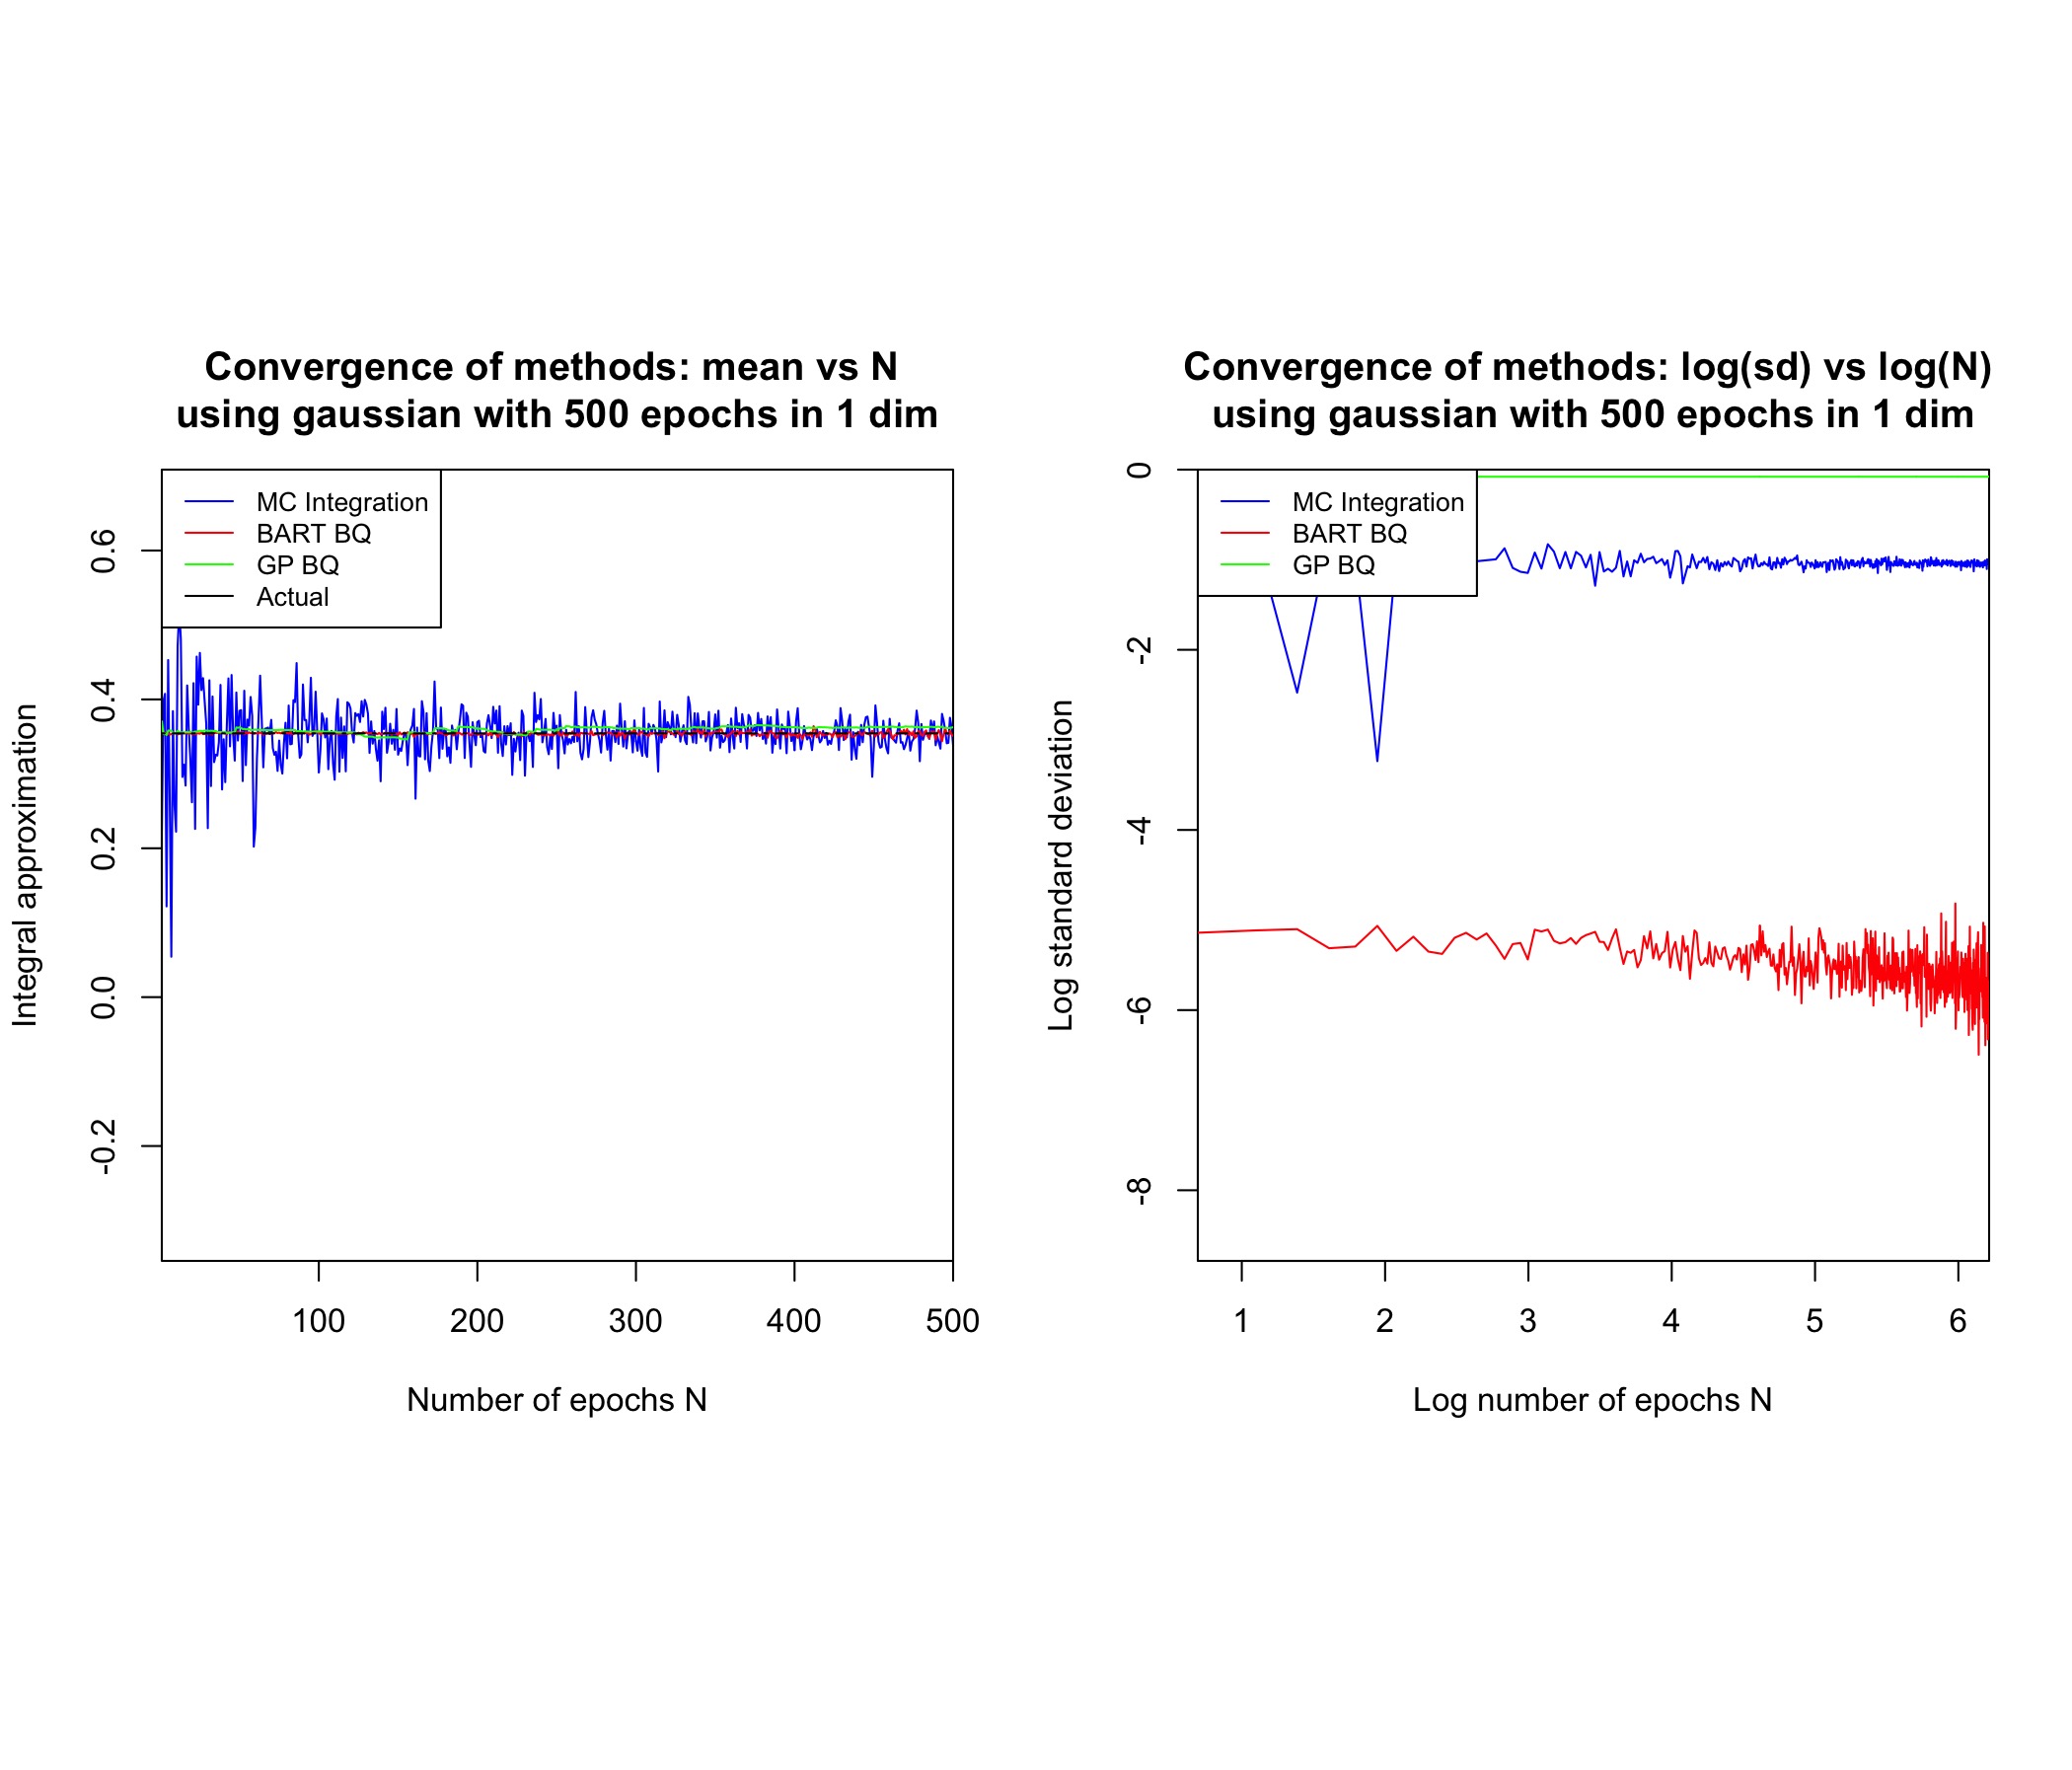 Convergence of methods: mean vs N
using gaussian with 500 epochs in 1 dim
MC Integration
BART BQ
GP BQ
Actual
Integral approximation
0.6
0.4
0.2
0.0
-0.2
100 200 300 400 500
Number of epochs N
Convergence of methods: log(sd) vs log(N)
using gaussian with 500 epochs in 1 dim
MC Integration
BART BQ
GP BQ
Log standard deviation
0
-2
-4
-6
-8
1 2 3 4 5 6
Log number of epochs N